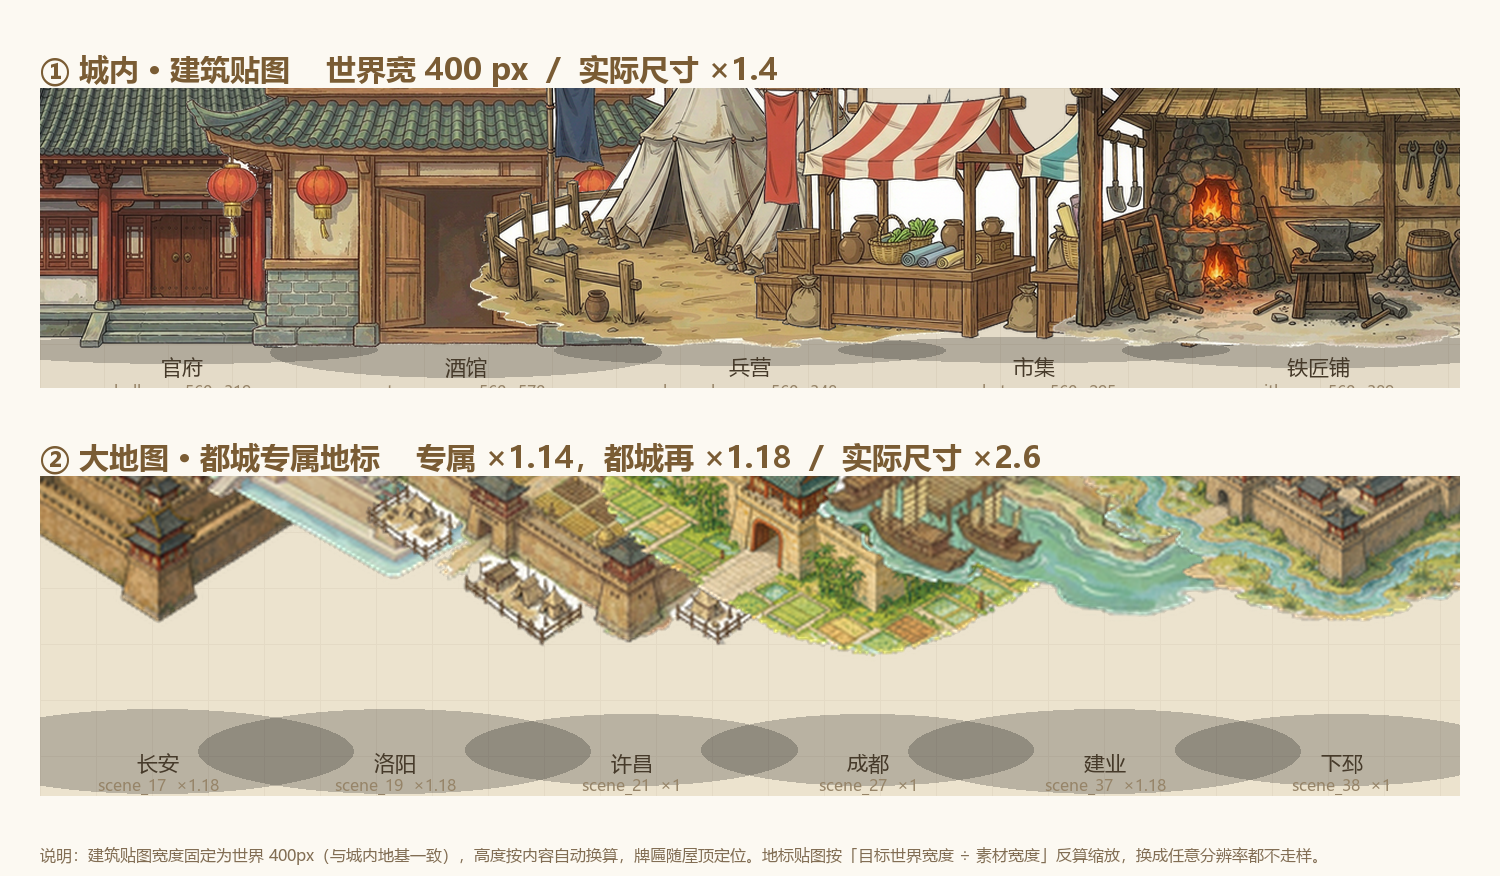 ① 城内 • 建筑贴图 世界宽 400 px / 实际尺寸 ×1.4
官府 酒馆 兵营 市集 铁匠铺
② 大地图 • 都城专属地标 专属 ×1.14，都城再 ×1.18 / 实际尺寸 ×2.6
长安 洛阳 许昌 成都 建业 下邳
scene_17 ×1.18 scene_19 ×1.18 scene_21 ×1 scene_27 ×1 scene_37 ×1.18 scene_38 ×1
说明：建筑贴图宽度固定为世界 400px（与城内地基一致），高度按内容自动换算，牌匾随屋顶定位。地标贴图按「目标世界宽度 ÷ 素材宽度」反算缩放，换成任意分辨率都不走样。